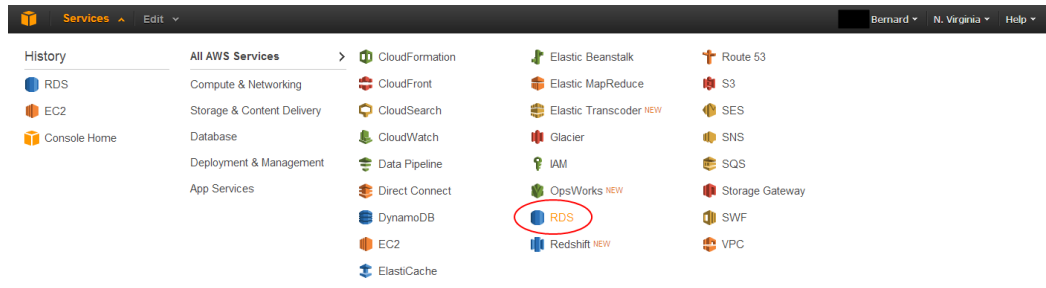 Services Edit Bernard N. Virginia Help
History
RDS
EC2
Console Home
All AWS Services
Compute & Networking
Storage & Content Delivery
Database
Deployment & Management
App Services
CloudFormation
CloudFront
CloudSearch
CloudWatch
Data Pipeline
Direct Connect
DynamoDB
EC2
ElastiCache
Elastic Beanstalk
Elastic MapReduce
Elastic Transcoder NEW
Glacier
IAM
OpsWorks NEW
RDS
Redshift NEW
Route 53
S3
SES
SNS
SQS
Storage Gateway
SWF
VPC